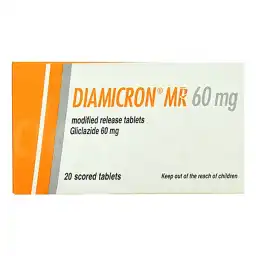 DIAMICRON® MR 60 mg
modified release tablets
Gliclazide 60 mg
20 scored tablets
Keep out of the reach of children